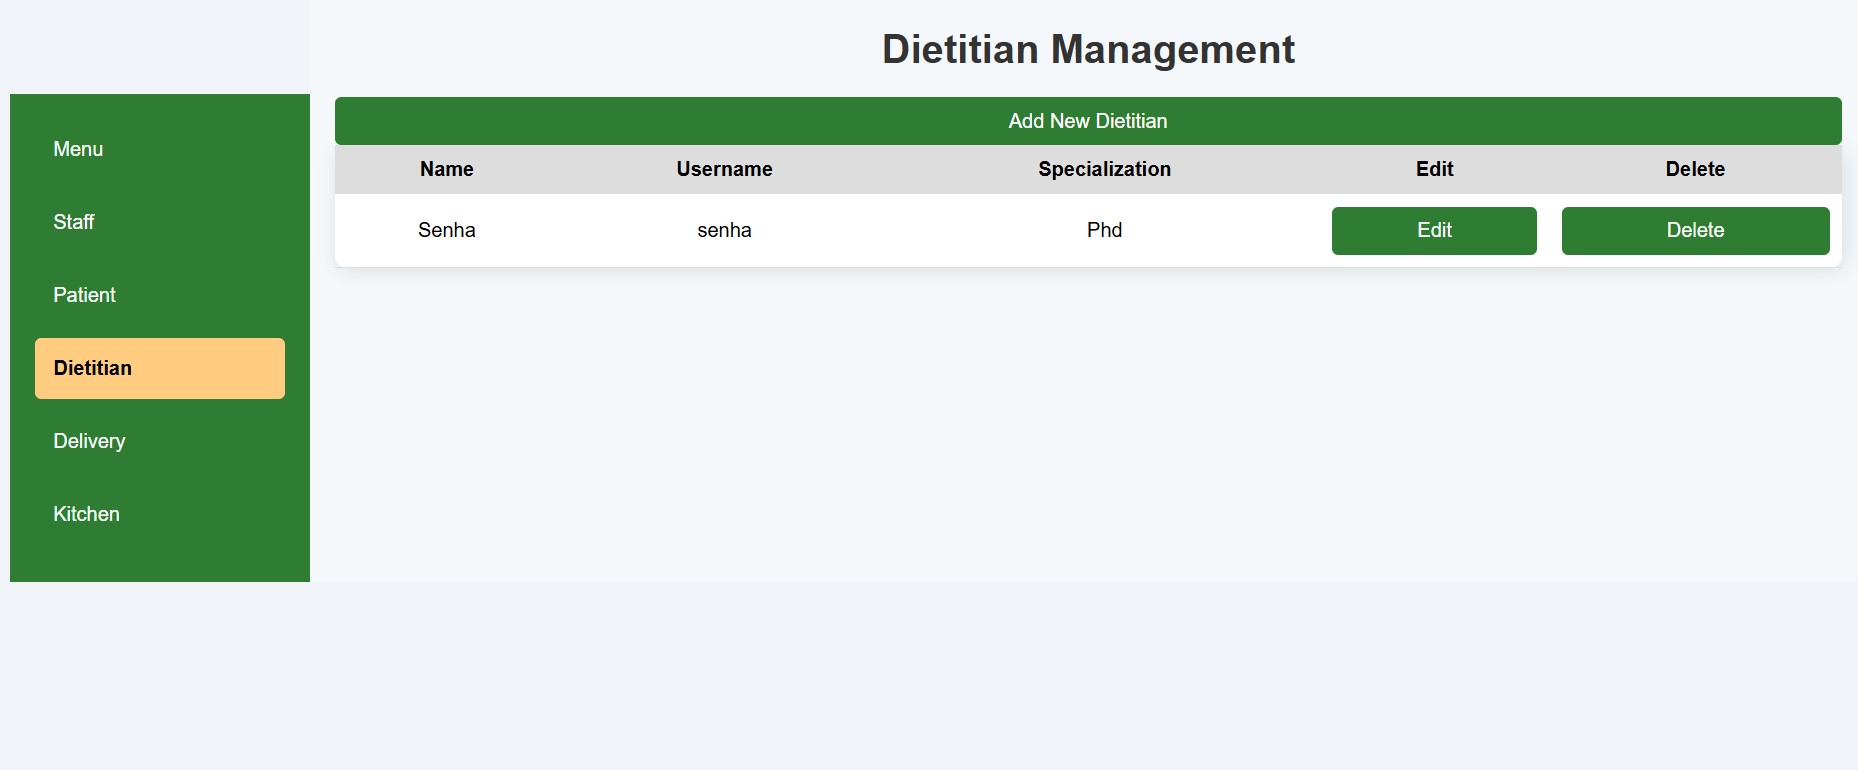 Dietitian Management
Menu
Staff
Patient
Dietitian
Delivery
Kitchen
Add New Dietitian
Name Username Specialization Edit Delete
Senha senha Phd Edit Delete